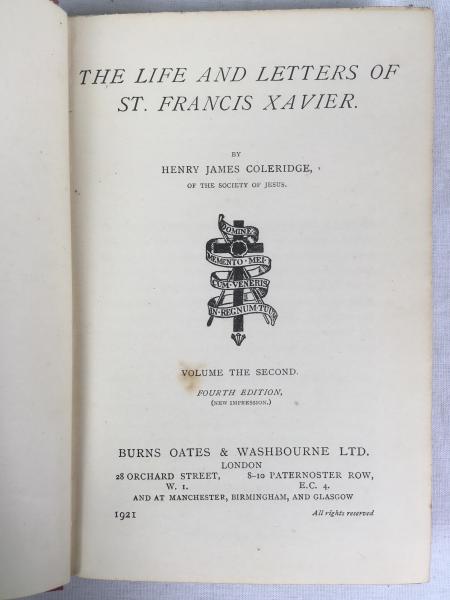 THE LIFE AND LETTERS OF
ST. FRANCIS XAVIER.
BY
HENRY JAMES COLERIDGE,
OF THE SOCIETY OF JESUS.
DOMINE
MEMENTO · MEI
CUM · VENERIS
IN · REGNUM · TUUM
VOLUME THE SECOND.
FOURTH EDITION,
(NEW IMPRESSION.)
BURNS OATES & WASHBOURNE LTD.
LONDON
28 ORCHARD STREET, 8–10 PATERNOSTER ROW,
W. 1. E.C. 4.
AND AT MANCHESTER, BIRMINGHAM, AND GLASGOW
1921 All rights reserved